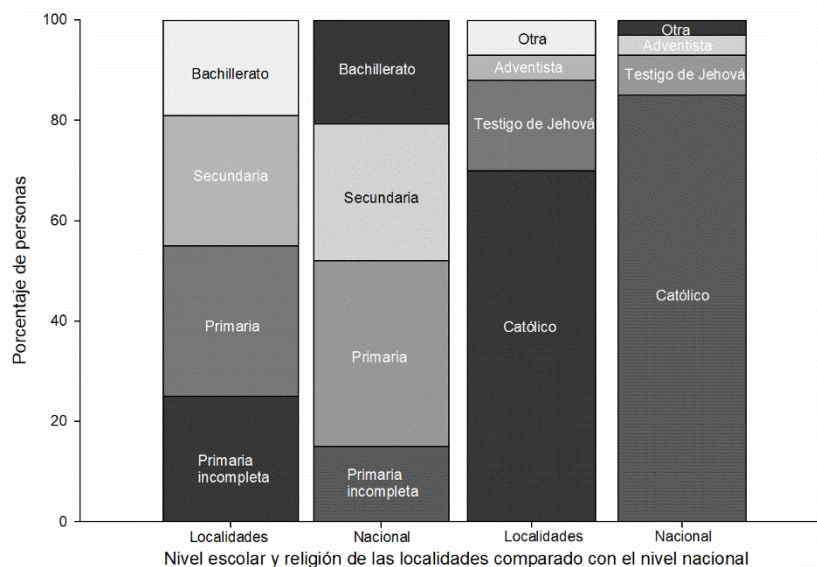 100
80
60
40
20
0
Porcentaje de personas
Bachillerato
Secundaria
Primaria
Primaria
incompleta
Bachillerato
Secundaria
Primaria
Primaria
incompleta
Otra
Adventista
Testigo de Jehová
Católico
Otra
Adventista
Testigo de Jehová
Católico
Localidades
Nacional
Localidades
Nacional
Nivel escolar y religión de las localidades comparado con el nivel nacional